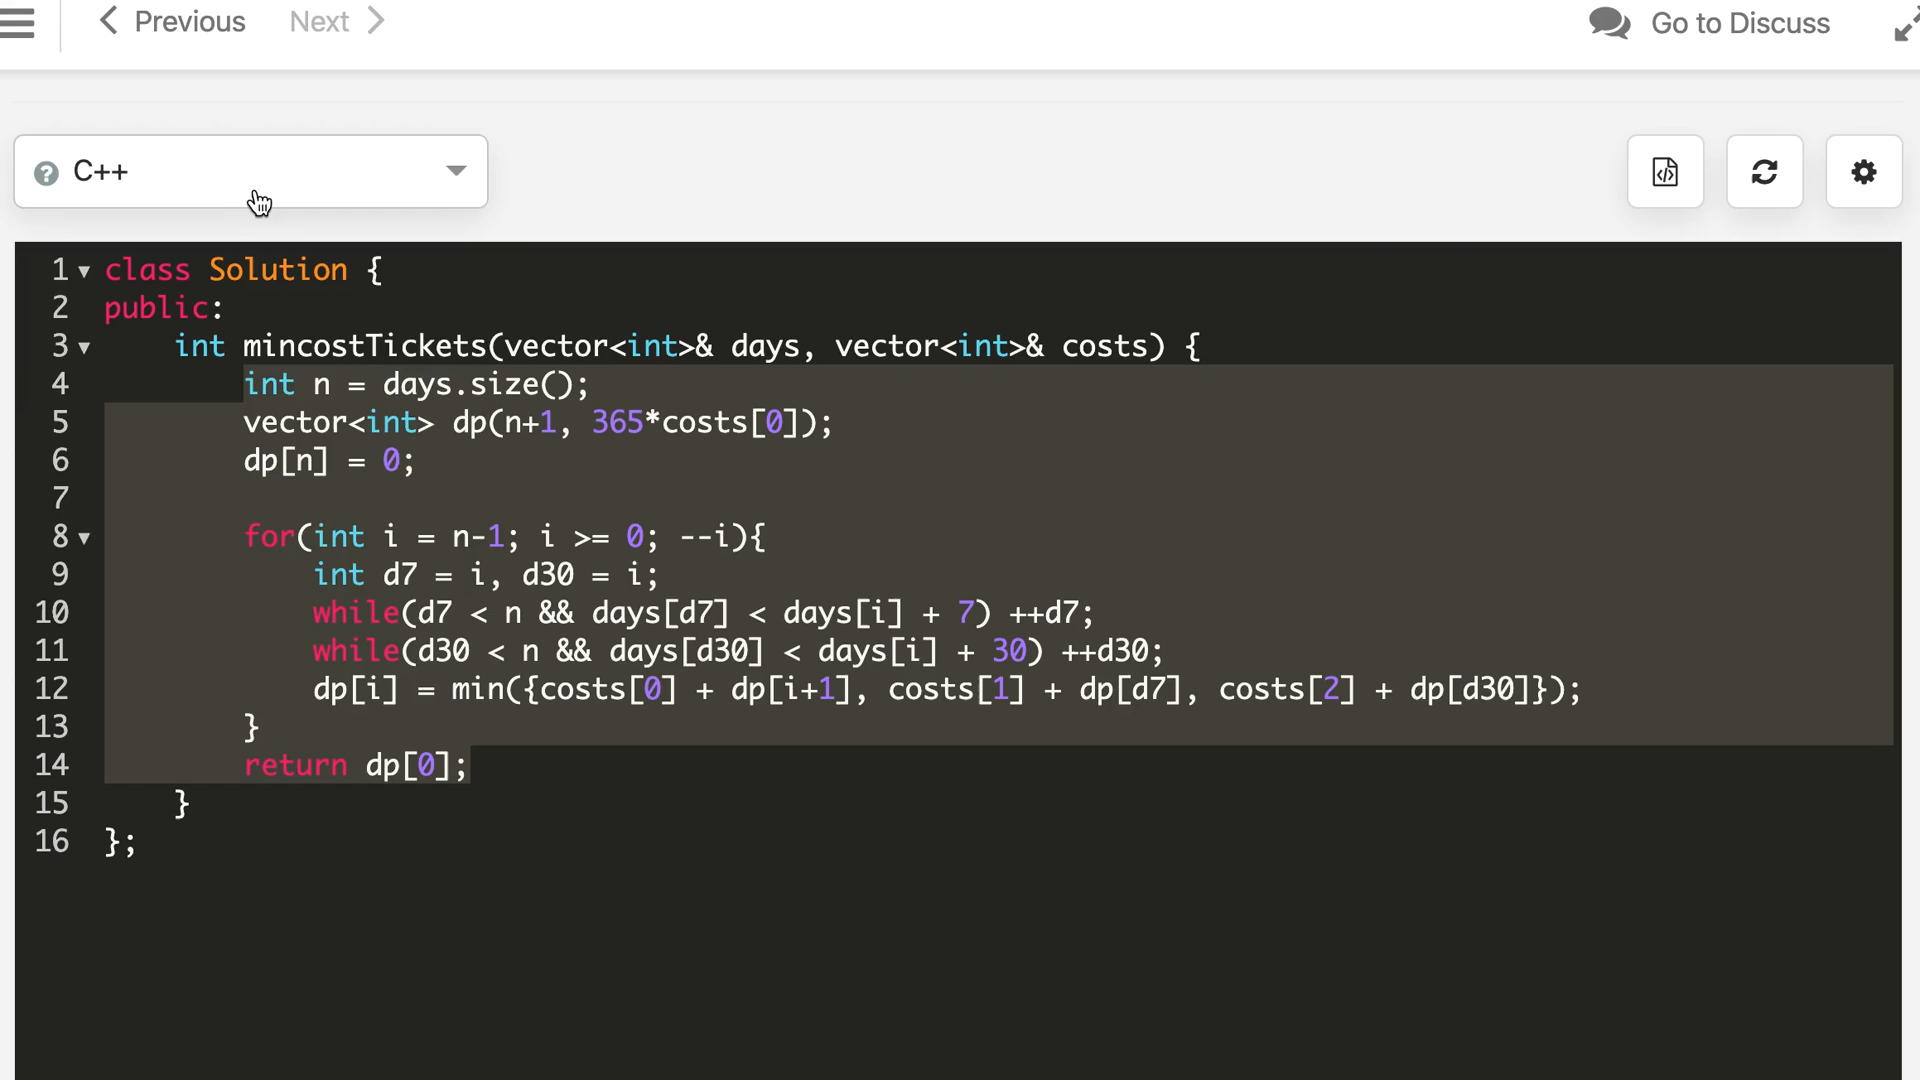 Previous Next Go to Discuss
? C++
1 class Solution {
2 public:
3     int mincostTickets(vector<int>& days, vector<int>& costs) {
4         int n = days.size();
5         vector<int> dp(n+1, 365*costs[0]);
6         dp[n] = 0;
7
8         for(int i = n-1; i >= 0; --i){
9             int d7 = i, d30 = i;
10             while(d7 < n && days[d7] < days[i] + 7) ++d7;
11             while(d30 < n && days[d30] < days[i] + 30) ++d30;
12             dp[i] = min({costs[0] + dp[i+1], costs[1] + dp[d7], costs[2] + dp[d30]});
13         }
14         return dp[0];
15     }
16 };